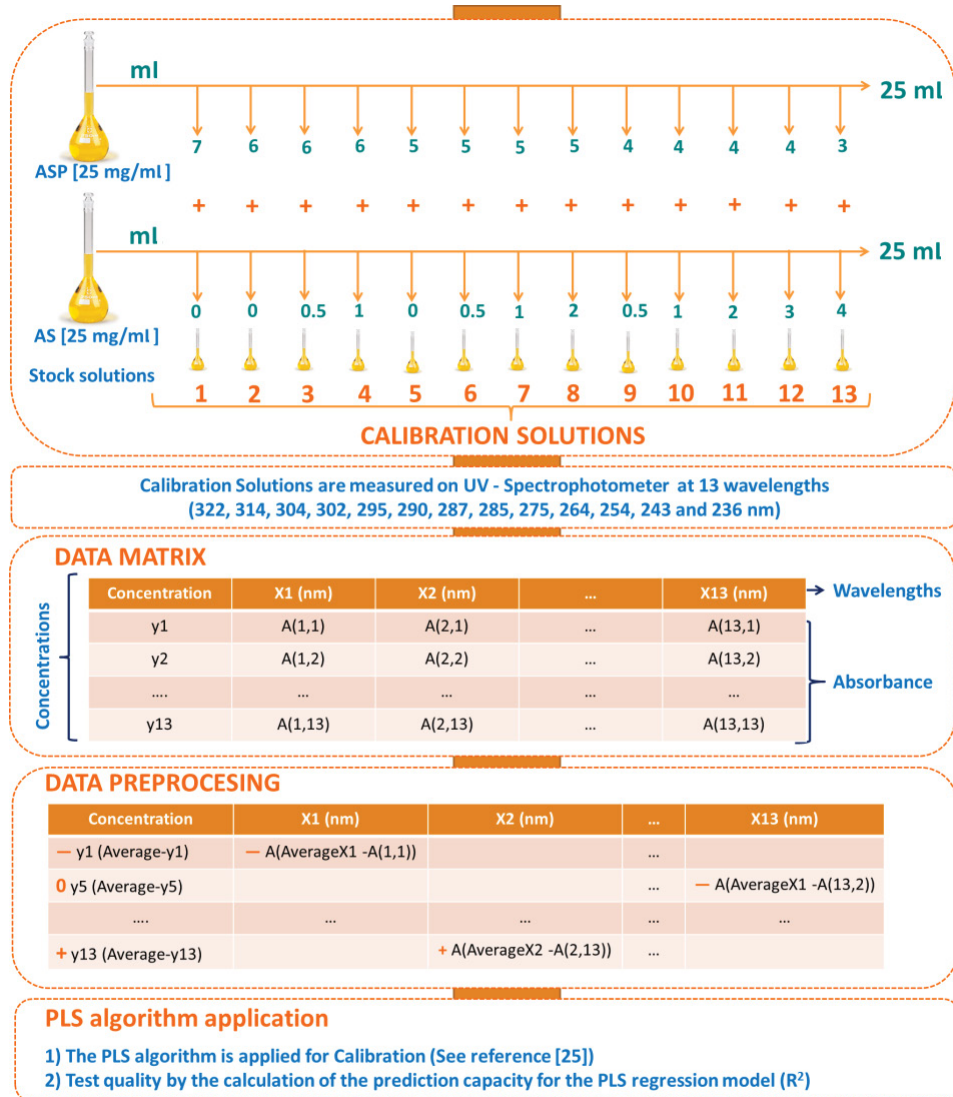 ml
25 ml
7 6 6 6 5 5 5 5 4 4 4 4 3
ASP [25 mg/ml ]
+ + + + + + + + + + + + +
ml
25 ml
0 0 0.5 1 0 0.5 1 2 0.5 1 2 3 4
AS [25 mg/ml ]
Stock solutions
1 2 3 4 5 6 7 8 9 10 11 12 13
CALIBRATION SOLUTIONS
Calibration Solutions are measured on UV - Spectrophotometer at 13 wavelengths
(322, 314, 304, 302, 295, 290, 287, 285, 275, 264, 254, 243 and 236 nm)
DATA MATRIX
Concentrations
Concentration X1 (nm) X2 (nm) ... X13 (nm)
Wavelengths
y1 A(1,1) A(2,1) ... A(13,1)
y2 A(1,2) A(2,2) ... A(13,2)
.... ... ... ... ...
y13 A(1,13) A(2,13) ... A(13,13)
Absorbance
DATA PREPROCESING
Concentration X1 (nm) X2 (nm) ... X13 (nm)
— y1 (Average-y1) — A(AverageX1 -A(1,1)) ...
0 y5 (Average-y5) ... — A(AverageX1 -A(13,2))
.... ... ... ... ...
+ y13 (Average-y13) + A(AverageX2 -A(2,13)) ...
PLS algorithm application
1) The PLS algorithm is applied for Calibration (See reference [25])
2) Test quality by the calculation of the prediction capacity for the PLS regression model (R²)